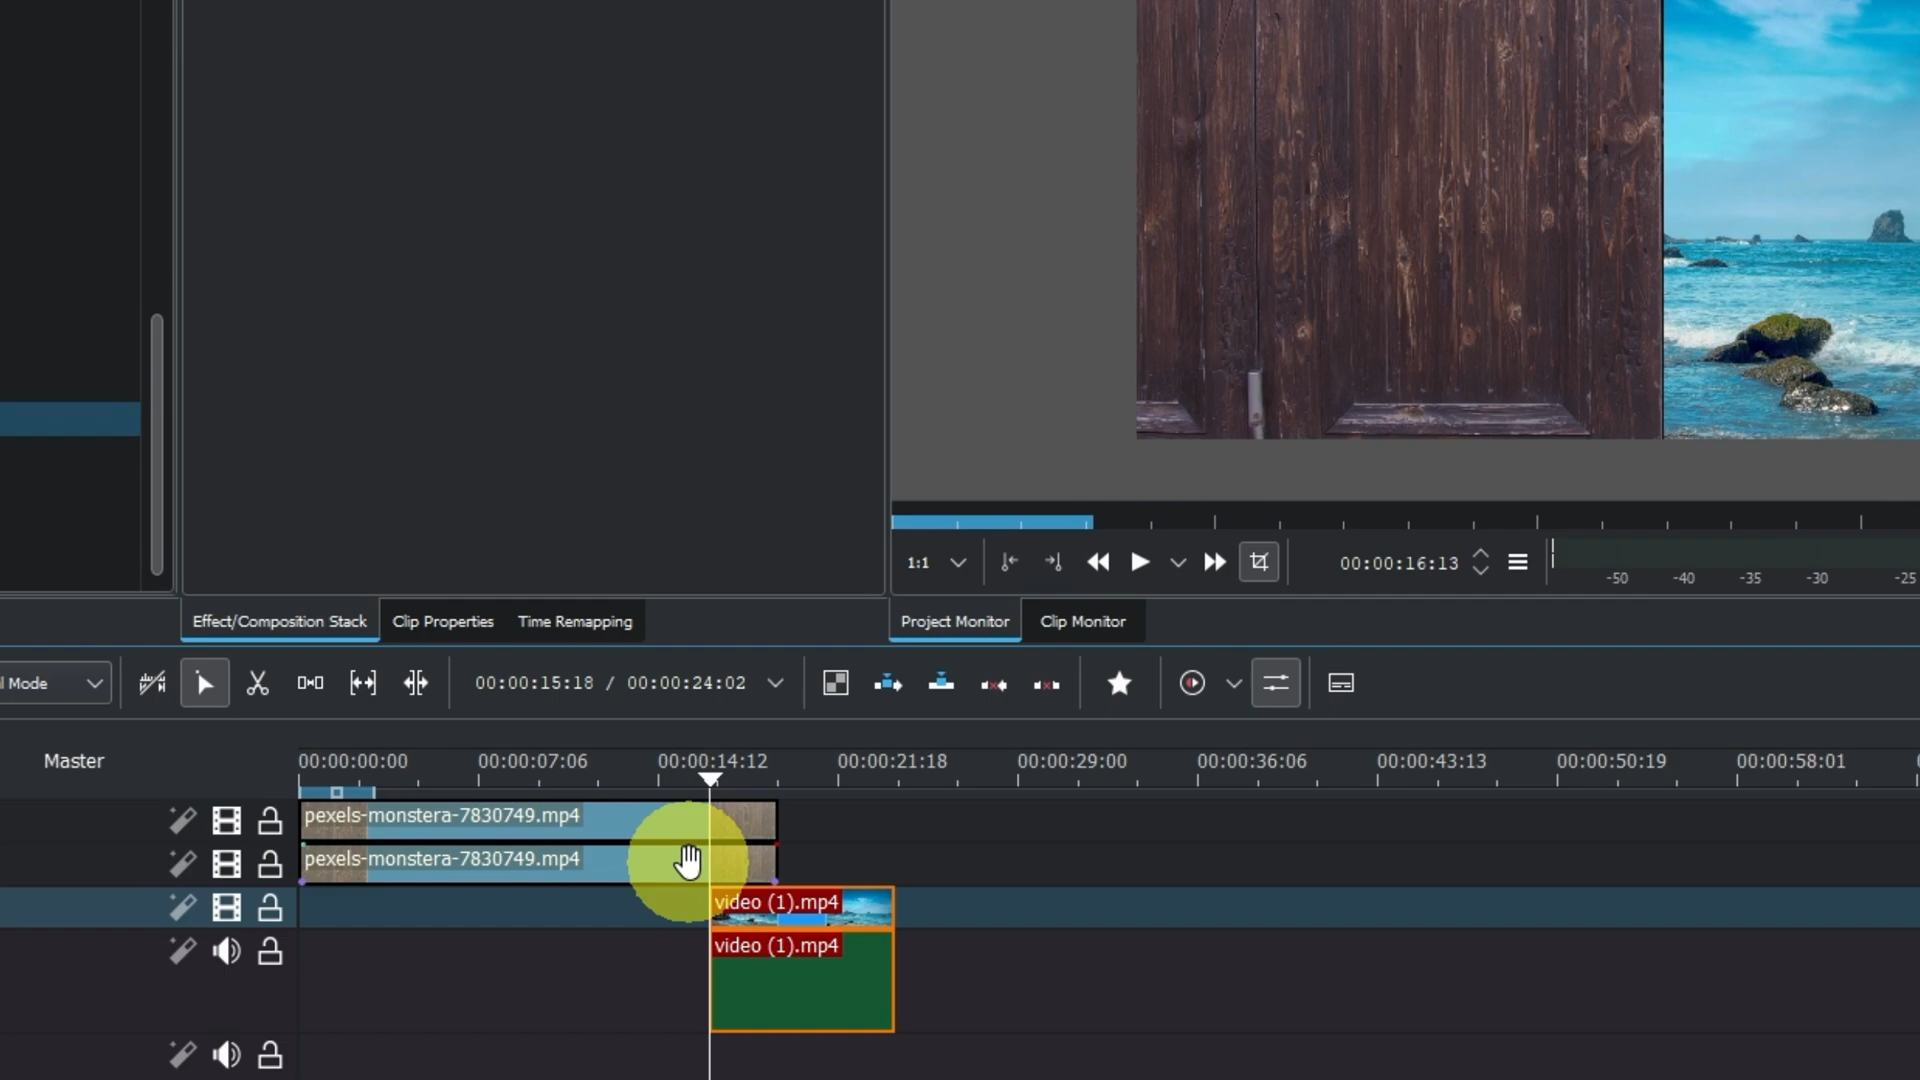 1:1
00:00:16:13
-50
-40
-35
-30
-25
Effect/Composition Stack
Clip Properties
Time Remapping
Project Monitor
Clip Monitor
l Mode
00:00:15:18 / 00:00:24:02
Master
00:00:00:00
00:00:07:06
00:00:14:12
00:00:21:18
00:00:29:00
00:00:36:06
00:00:43:13
00:00:50:19
00:00:58:01
pexels-monstera-7830749.mp4
pexels-monstera-7830749.mp4
video (1).mp4
video (1).mp4